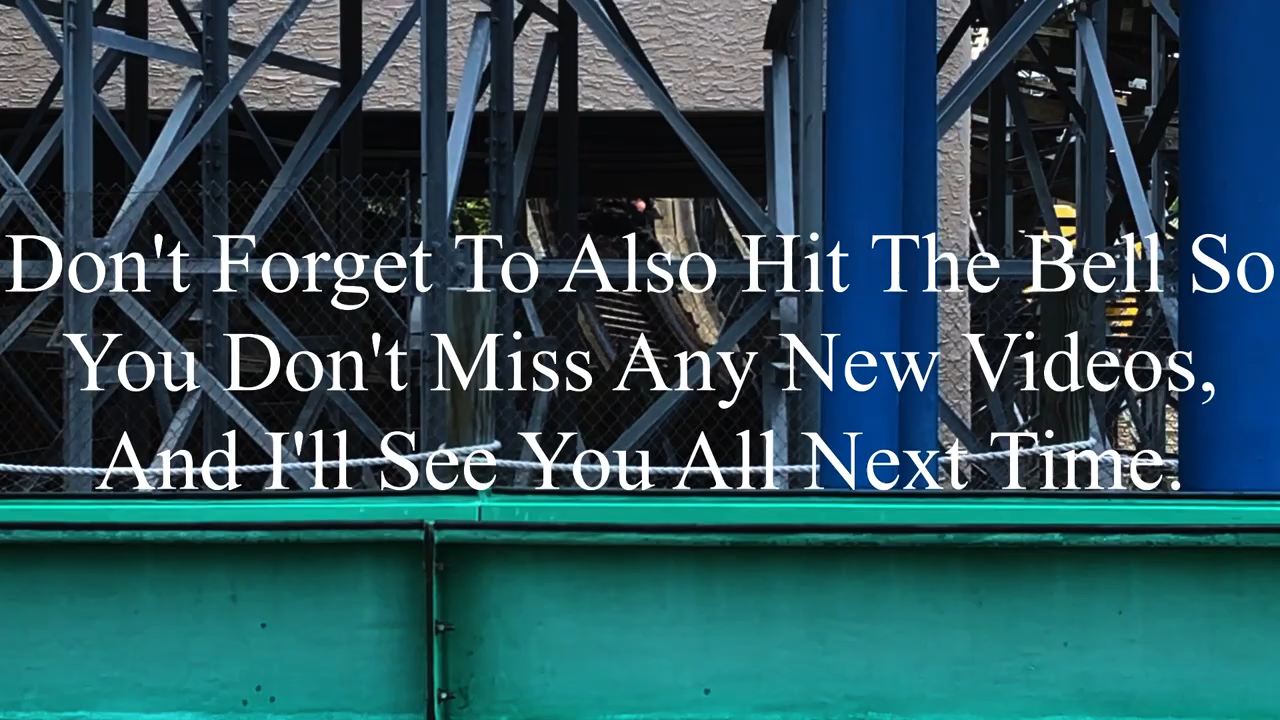 Don't Forget To Also Hit The Bell So
You Don't Miss Any New Videos,
And I'll See You All Next Time.